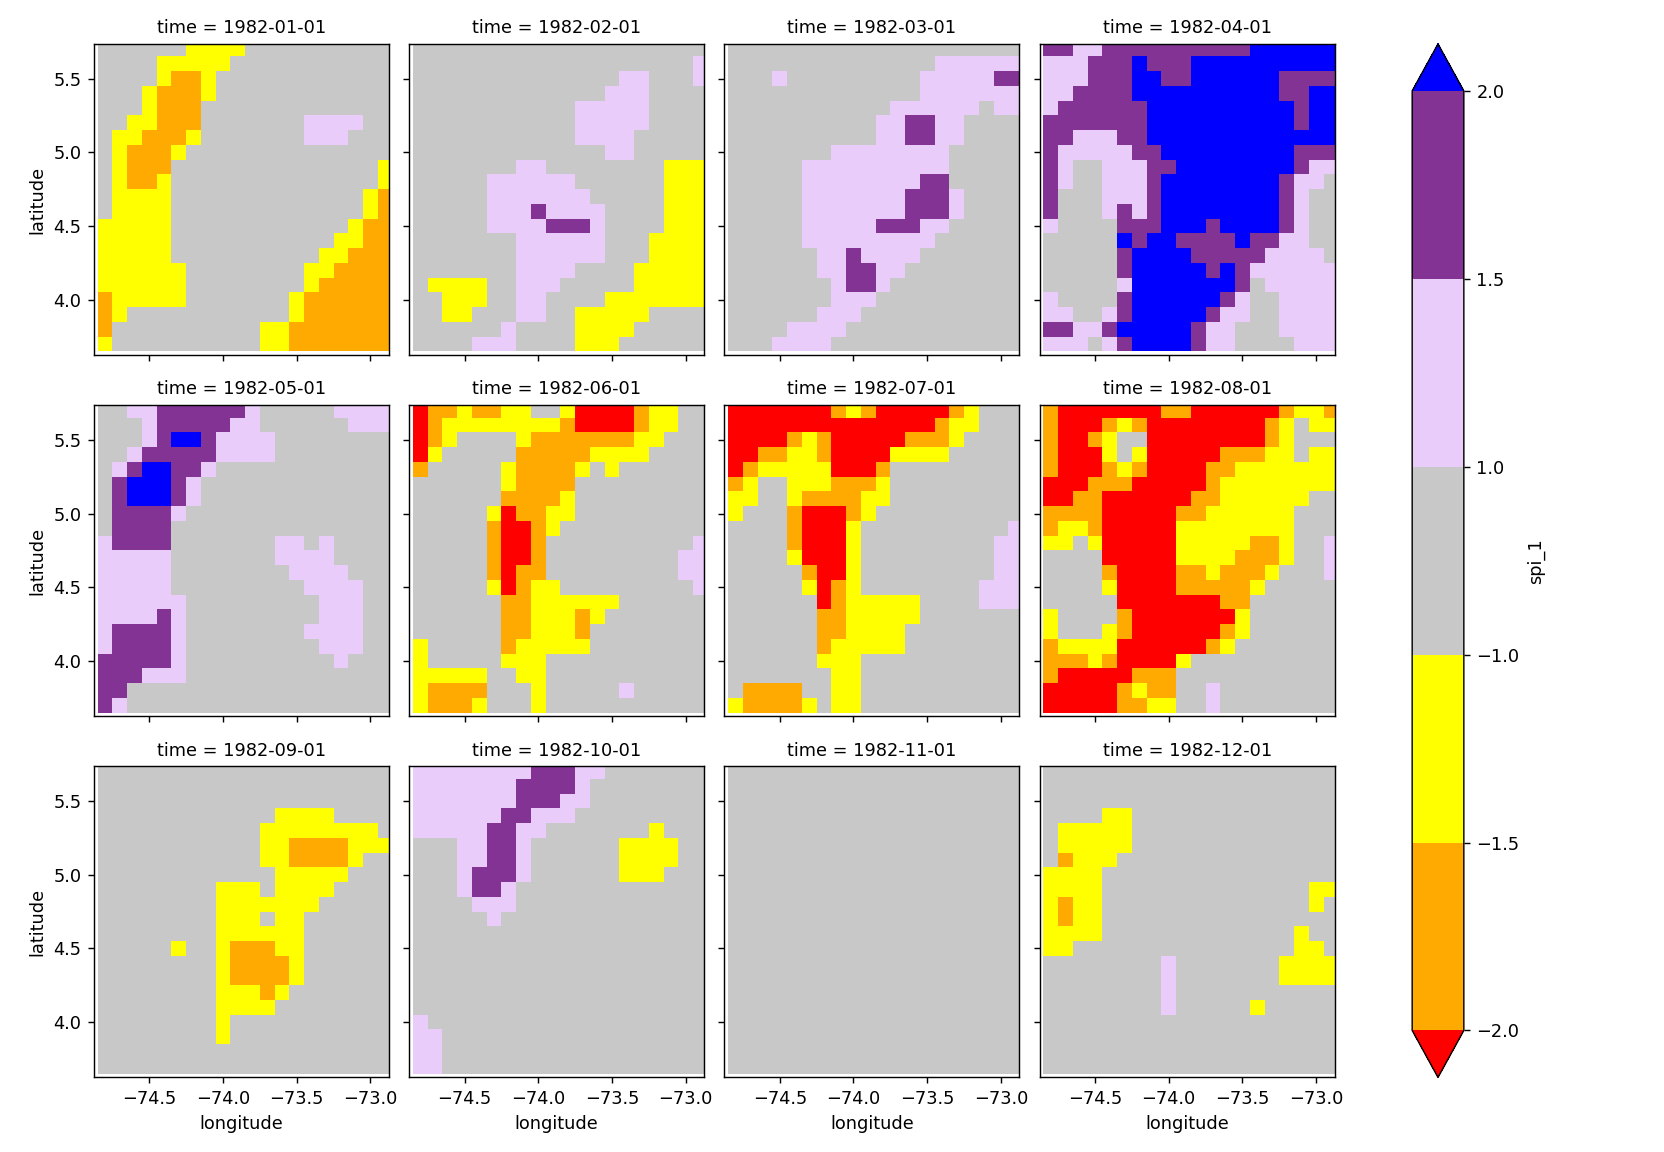 time = 1982-01-01
time = 1982-02-01
time = 1982-03-01
time = 1982-04-01
latitude
5.5
5.0
4.5
4.0
time = 1982-05-01
time = 1982-06-01
time = 1982-07-01
time = 1982-08-01
latitude
5.5
5.0
4.5
4.0
time = 1982-09-01
time = 1982-10-01
time = 1982-11-01
time = 1982-12-01
latitude
5.5
5.0
4.5
4.0
−74.5 −74.0 −73.5 −73.0
longitude
−74.5 −74.0 −73.5 −73.0
longitude
−74.5 −74.0 −73.5 −73.0
longitude
−74.5 −74.0 −73.5 −73.0
longitude
2.0
1.5
1.0
−1.0
−1.5
−2.0
spi_1